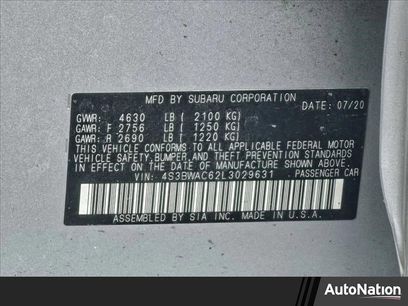 MFD BY SUBARU CORPORATION
DATE: 07/20
GVWR: 4630 LB ( 2100 KG)
GAWR: F 2756 LB ( 1250 KG)
GAWR: R 2690 LB ( 1220 KG)
THIS VEHICLE CONFORMS TO ALL APPLICABLE FEDERAL MOTOR
VEHICLE SAFETY, BUMPER, AND THEFT PREVENTION STANDARDS
IN EFFECT ON THE DATE OF MANUFACTURE SHOWN ABOVE.
VIN: 4S3BWAC62L3029631 PASSENGER CAR
ASSEMBLED BY SIA INC. MADE IN U.S.A.
AutoNation